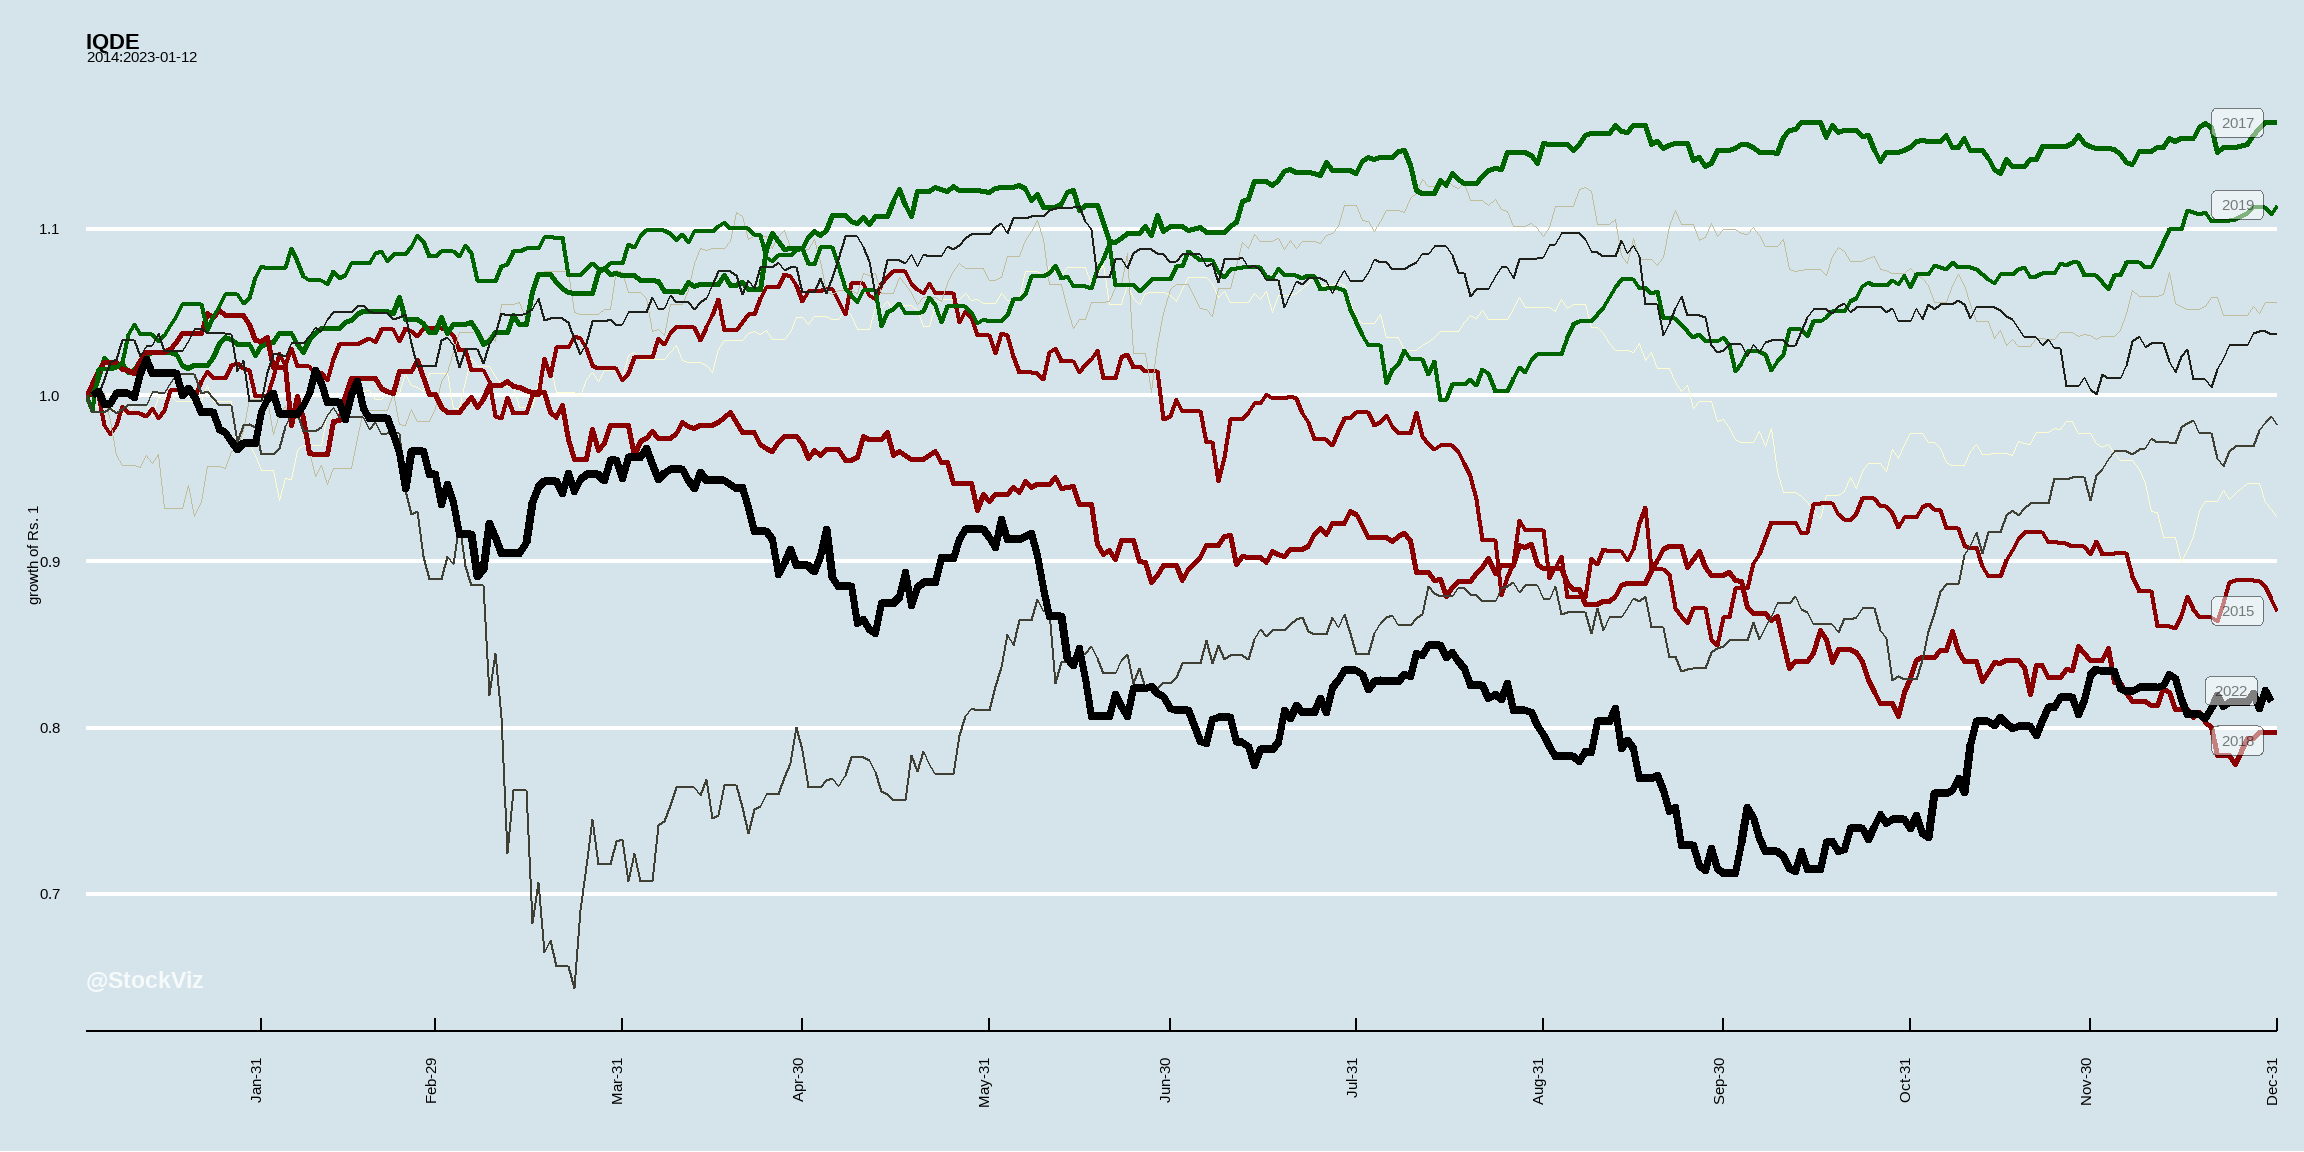 IQDE
2014:2023-01-12
2017
2019
1.1
1.0
0.9
growth of Rs. 1
2015
2022
0.8
2018
0.7
@StockViz
Jan-31
Feb-29
Mar-31
Apr-30
May-31
Jun-30
Jul-31
Aug-31
Sep-30
Oct-31
Nov-30
Dec-31